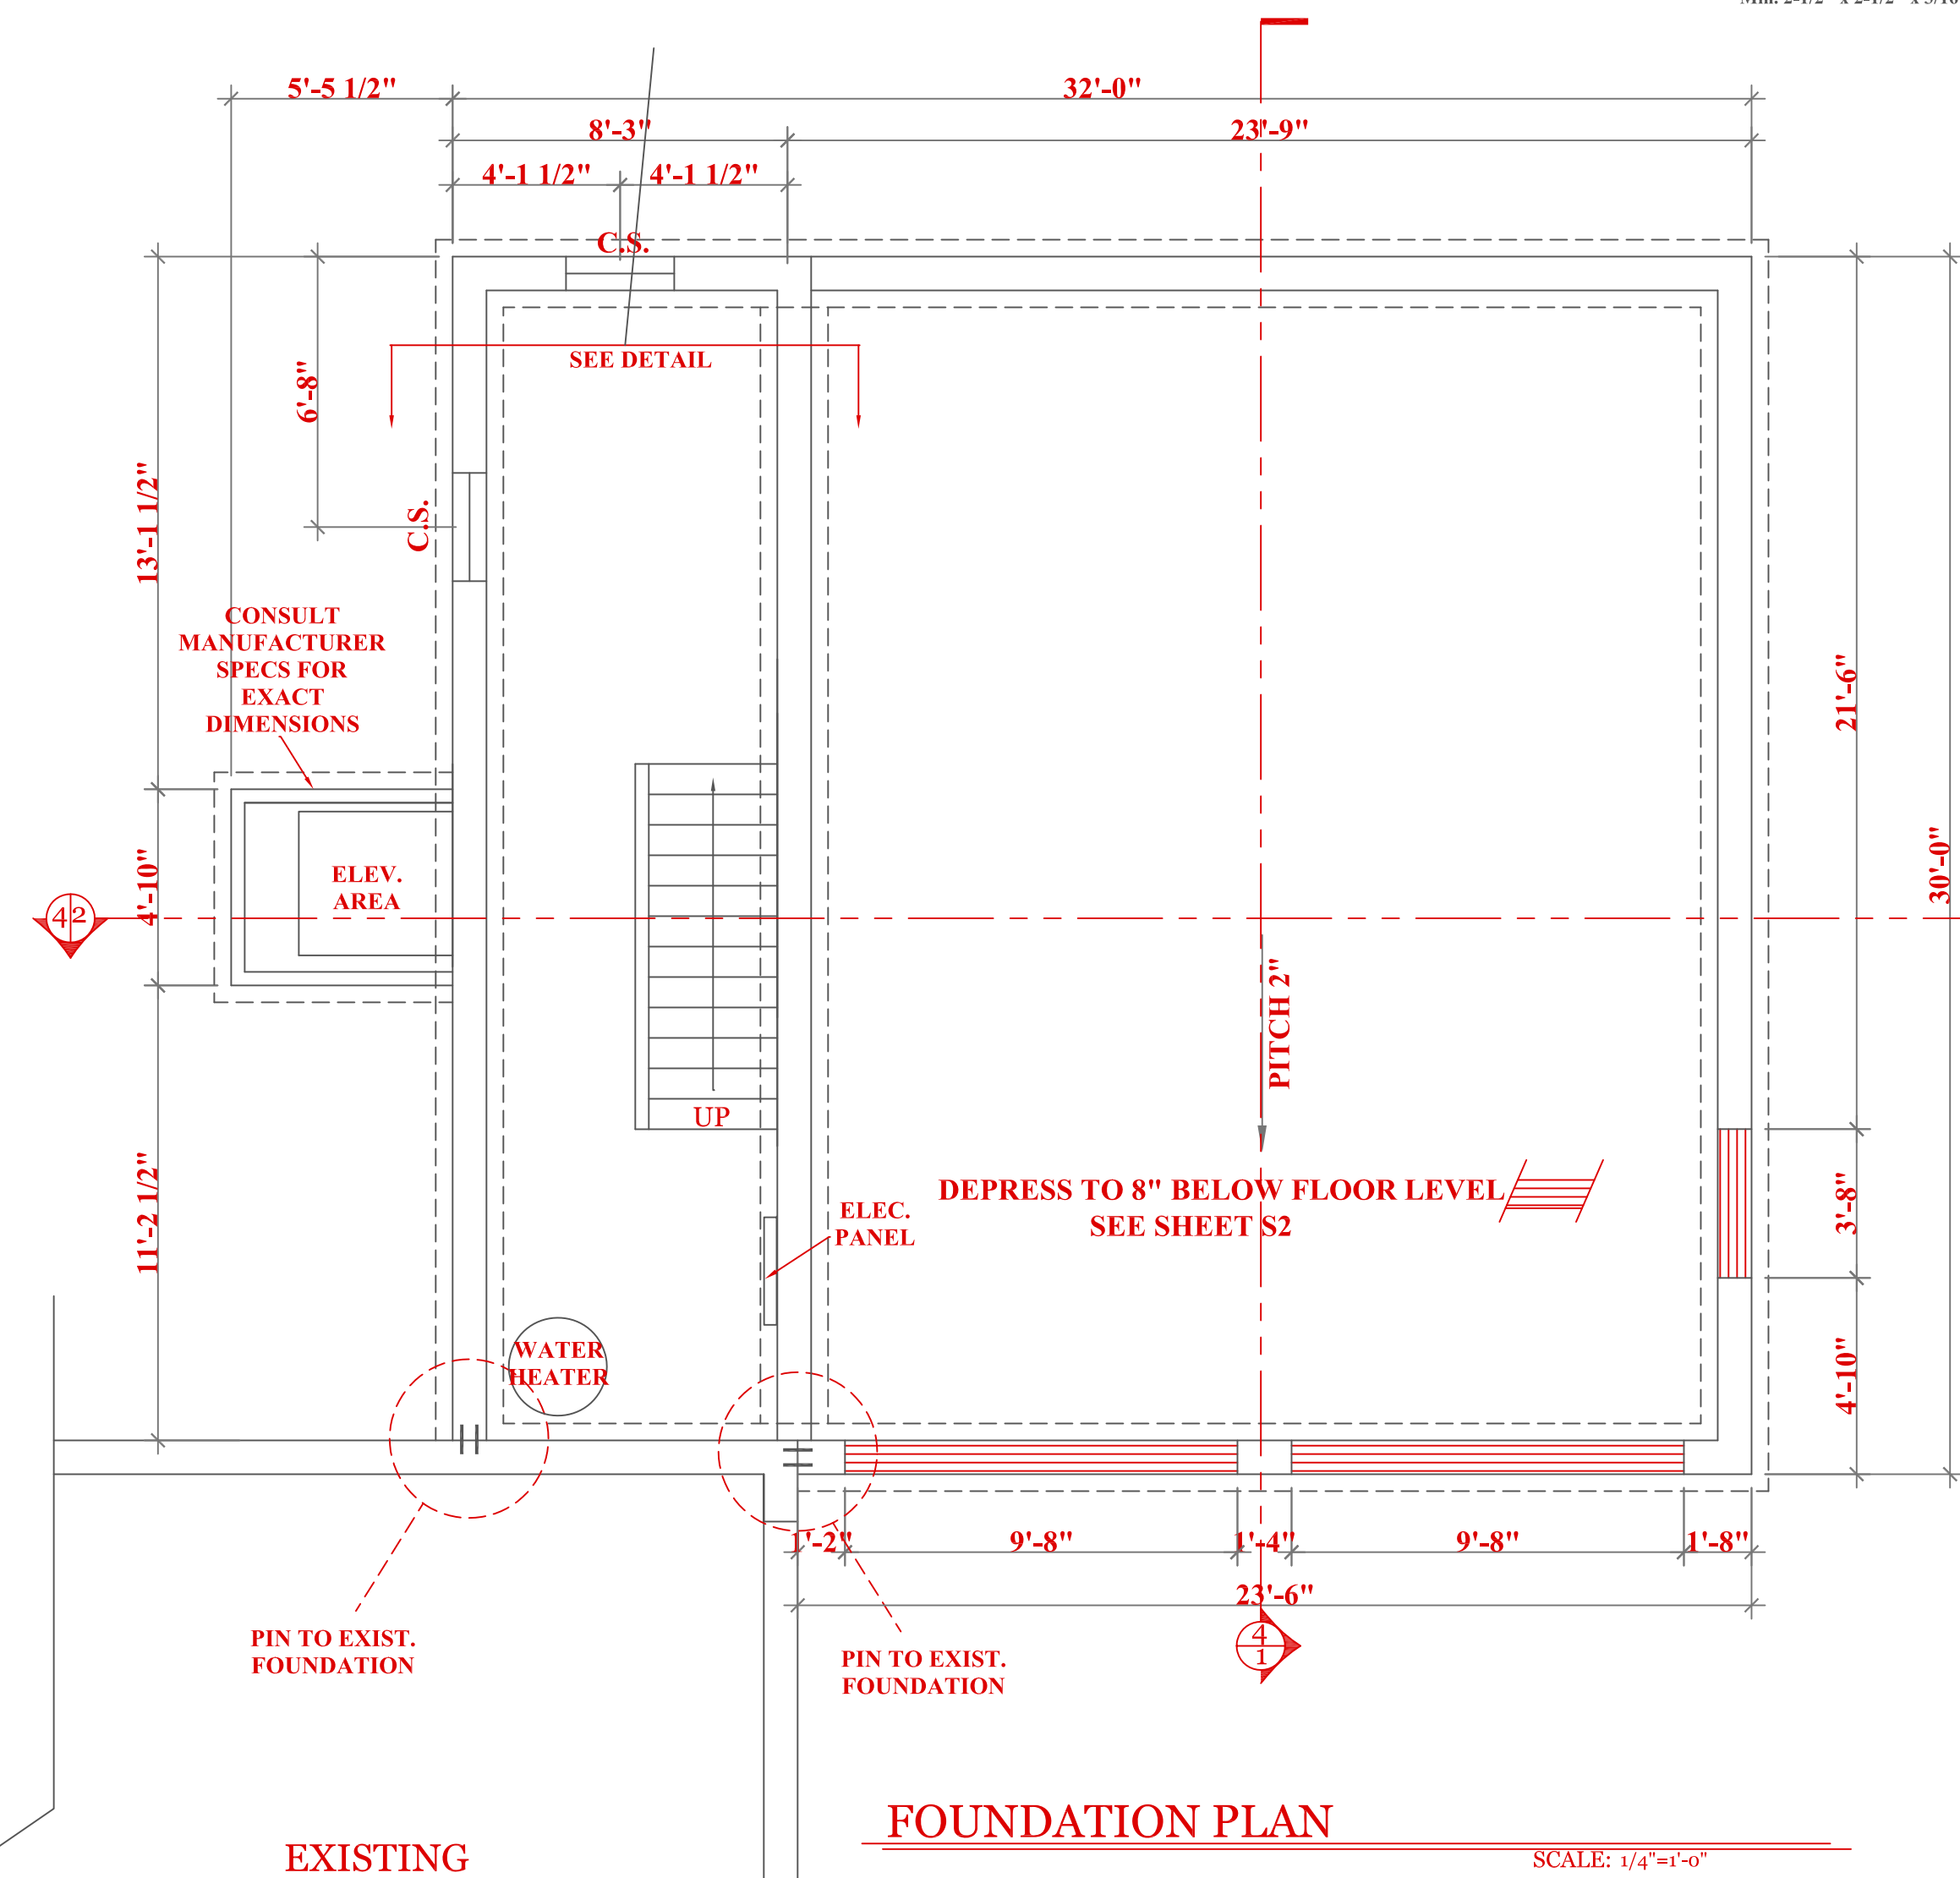 5'-5 1/2"
32'-0"
8'-3"
23'-9"
4'-1 1/2"
4'-1 1/2"
C.S.
SEE DETAIL
6'-8"
13'-1 1/2"
C.S.
CONSULT
MANUFACTURER
SPECS FOR
EXACT
DIMENSIONS
21'-6"
30'-0"
4'-10"
ELEV.
AREA
42
PITCH 2"
UP
11'-2 1/2"
DEPRESS TO 8" BELOW FLOOR LEVEL
SEE SHEET S2
3'-8"
ELEC.
PANEL
WATER
HEATER
4'-10"
1'-2"
9'-8"
1'-4"
9'-8"
1'-8"
23'-6"
PIN TO EXIST.
FOUNDATION
PIN TO EXIST.
FOUNDATION
4
1
FOUNDATION PLAN
SCALE: 1/4"=1'-0"
EXISTING